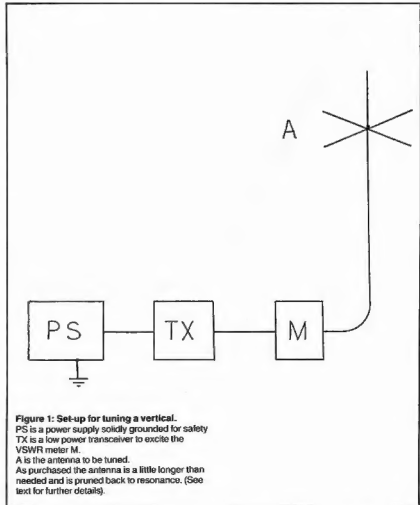 A
PS
TX
M
Figure 1: Set-up for tuning a vertical.
PS is a power supply solidly grounded for safety
TX is a low power transceiver to excite the
VSWR meter M.
A is the antenna to be tuned.
As purchased the antenna is a little longer than
needed and is pruned back to resonance. (See
text for further details).